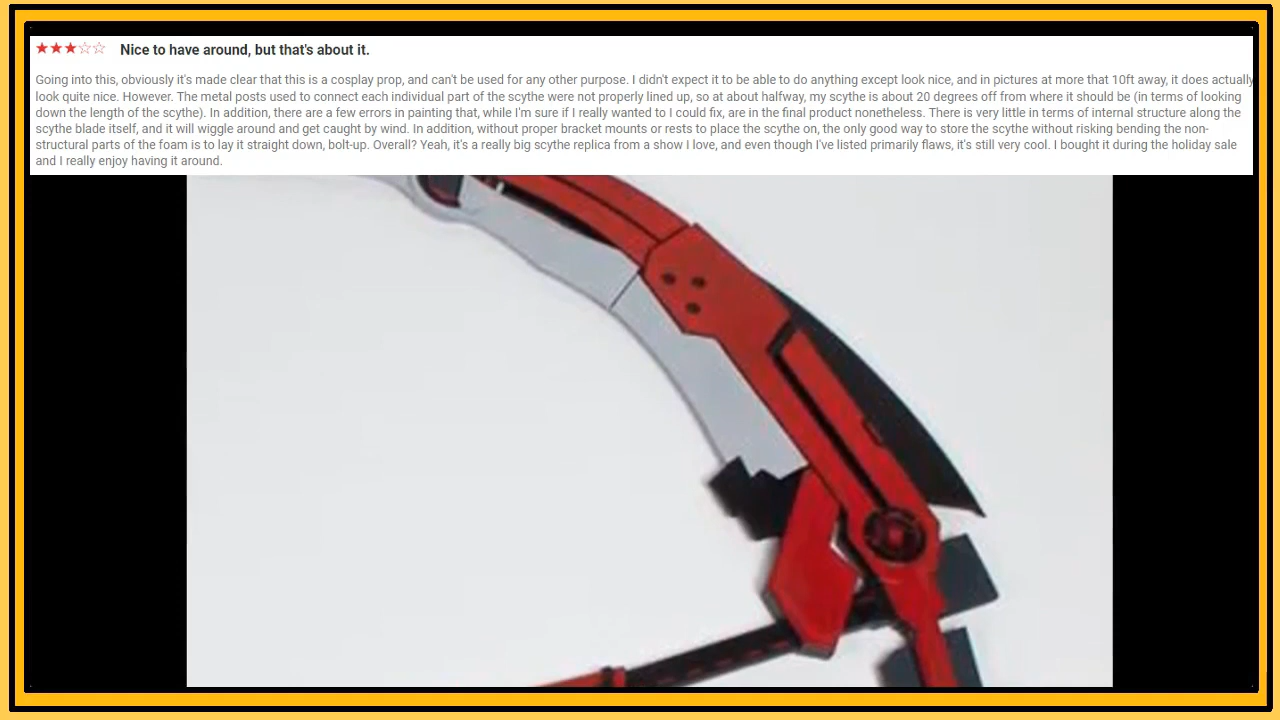 Nice to have around, but that's about it.
Going into this, obviously it's made clear that this is a cosplay prop, and can't be used for any other purpose. I didn't expect it to be able to do anything except look nice, and in pictures at more that 10ft away, it does actually
look quite nice. However. The metal posts used to connect each individual part of the scythe were not properly lined up, so at about halfway, my scythe is about 20 degrees off from where it should be (in terms of looking
down the length of the scythe). In addition, there are a few errors in painting that, while I'm sure if I really wanted to I could fix, are in the final product nonetheless. There is very little in terms of internal structure along the
scythe blade itself, and it will wiggle around and get caught by wind. In addition, without proper bracket mounts or rests to place the scythe on, the only good way to store the scythe without risking bending the non-
structural parts of the foam is to lay it straight down, bolt-up. Overall? Yeah, it's a really big scythe replica from a show I love, and even though I've listed primarily flaws, it's still very cool. I bought it during the holiday sale
and I really enjoy having it around.